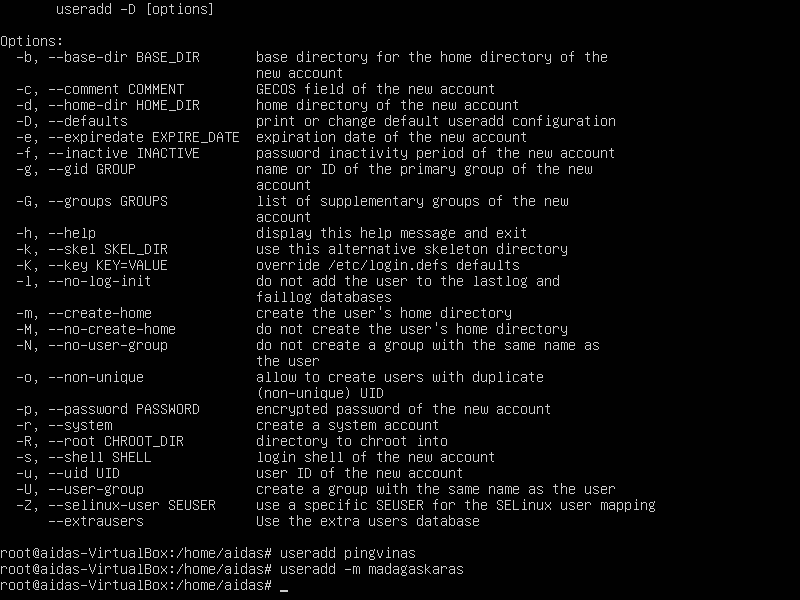 useradd -D [options]
Options:
-b, --base-dir BASE_DIR base directory for the home directory of the
new account
-c, --comment COMMENT GECOS field of the new account
-d, --home-dir HOME_DIR home directory of the new account
-D, --defaults print or change default useradd configuration
-e, --expiredate EXPIRE_DATE expiration date of the new account
-f, --inactive INACTIVE password inactivity period of the new account
-g, --gid GROUP name or ID of the primary group of the new
account
-G, --groups GROUPS list of supplementary groups of the new
account
-h, --help display this help message and exit
-k, --skel SKEL_DIR use this alternative skeleton directory
-K, --key KEY=VALUE override /etc/login.defs defaults
-l, --no-log-init do not add the user to the lastlog and
faillog databases
-m, --create-home create the user's home directory
-M, --no-create-home do not create the user's home directory
-N, --no-user-group do not create a group with the same name as
the user
-o, --non-unique allow to create users with duplicate
(non-unique) UID
-p, --password PASSWORD encrypted password of the new account
-r, --system create a system account
-R, --root CHROOT_DIR directory to chroot into
-s, --shell SHELL login shell of the new account
-u, --uid UID user ID of the new account
-U, --user-group create a group with the same name as the user
-Z, --selinux-user SEUSER use a specific SEUSER for the SELinux user mapping
--extrausers Use the extra users database
root@aidas-VirtualBox:/home/aidas# useradd pingvinas
root@aidas-VirtualBox:/home/aidas# useradd -m madagaskaras
root@aidas-VirtualBox:/home/aidas# _